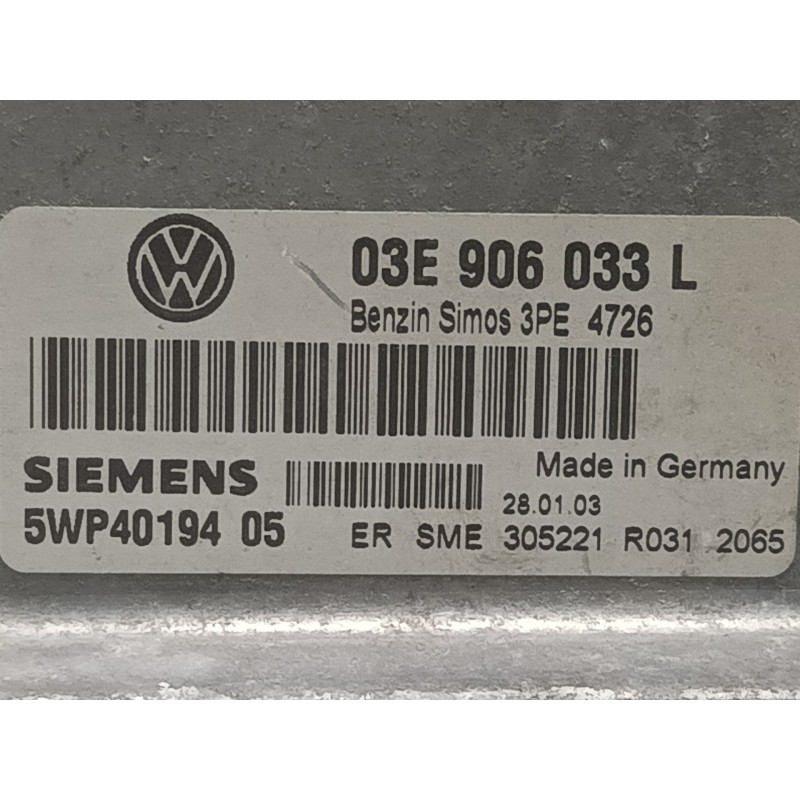 03E 906 033 L
Benzin Simos 3PE 4726
SIEMENS
Made in Germany
28.01.03
5WP40194 05
ER SME 305221 R031 2065